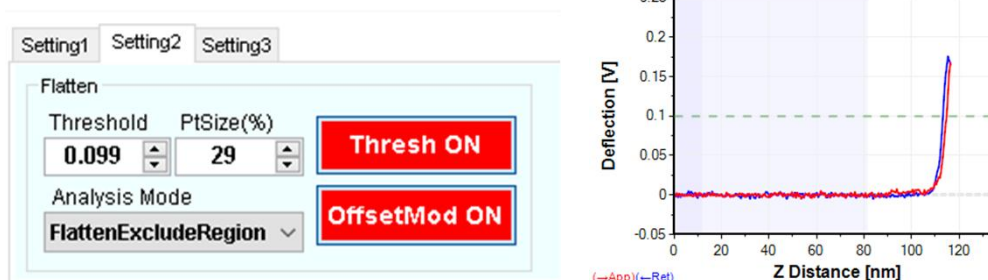 Setting1 Setting2 Setting3
Flatten
Threshold PtSize(%)
0.099 29 Thresh ON
Analysis Mode
FlattenExcludeRegion OffsetMod ON
0.2
0.15
0.1
0.05
0
-0.05
Deflection [V]
0 20 40 60 80 100 120
(→App)(←Ret) Z Distance [nm]